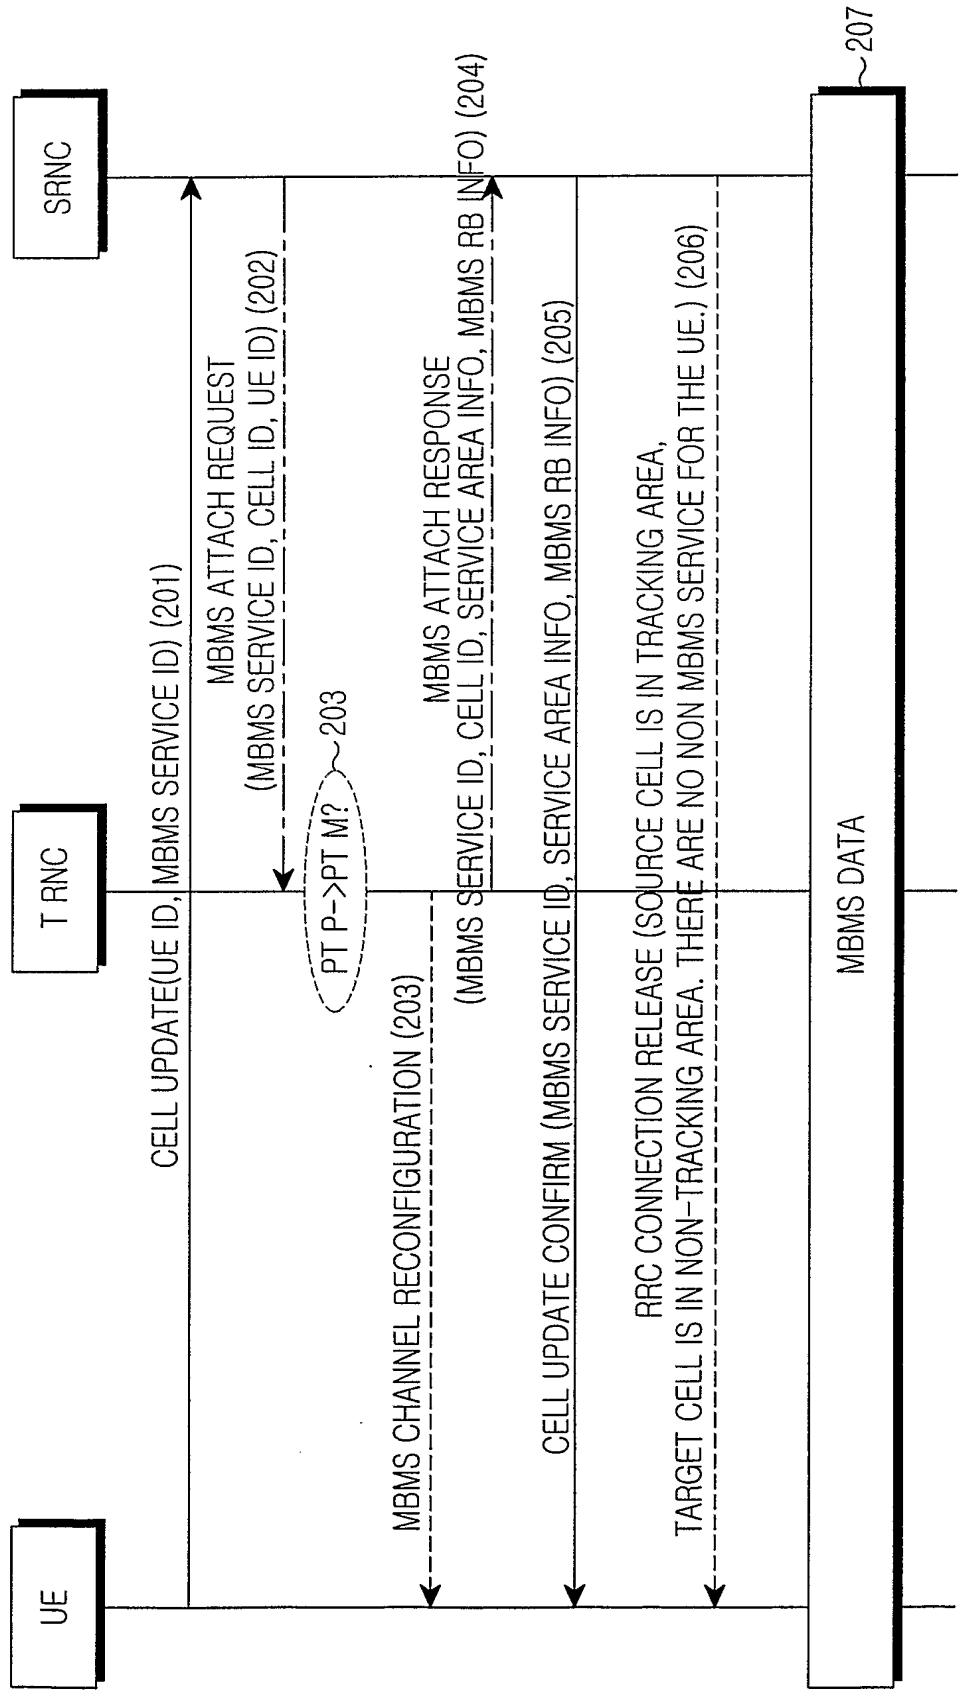 UE
T RNC
SRNC
CELL UPDATE(UE ID, MBMS SERVICE ID) (201)
MBMS ATTACH REQUEST
(MBMS SERVICE ID, CELL ID, UE ID) (202)
PT P->PT M?
203
MBMS CHANNEL RECONFIGURATION (203)
MBMS ATTACH RESPONSE
(MBMS SERVICE ID, CELL ID, SERVICE AREA INFO, MBMS RB INFO) (204)
CELL UPDATE CONFIRM (MBMS SERVICE ID, SERVICE AREA INFO, MBMS RB INFO) (205)
RRC CONNECTION RELEASE (SOURCE CELL IS IN TRACKING AREA,
TARGET CELL IS IN NON-TRACKING AREA. THERE ARE NO NON MBMS SERVICE FOR THE UE.) (206)
MBMS DATA
207